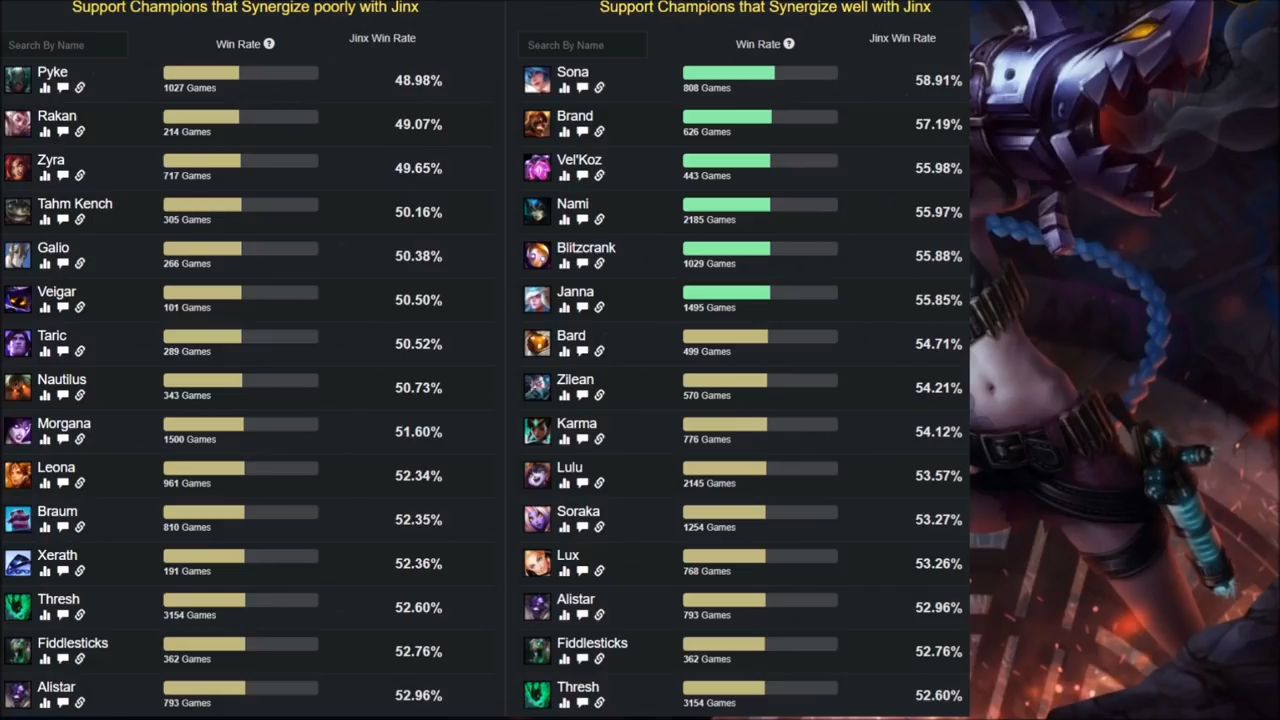 Support Champions that Synergize poorly with Jinx
Search By Name
Win Rate ?
Jinx Win Rate
Pyke
1027 Games
48.98%
Rakan
214 Games
49.07%
Zyra
717 Games
49.65%
Tahm Kench
305 Games
50.16%
Galio
266 Games
50.38%
Veigar
101 Games
50.50%
Taric
289 Games
50.52%
Nautilus
343 Games
50.73%
Morgana
1500 Games
51.60%
Leona
961 Games
52.34%
Braum
810 Games
52.35%
Xerath
191 Games
52.36%
Thresh
3154 Games
52.60%
Fiddlesticks
362 Games
52.76%
Alistar
793 Games
52.96%
Support Champions that Synergize well with Jinx
Search By Name
Win Rate ?
Jinx Win Rate
Sona
808 Games
58.91%
Brand
626 Games
57.19%
Vel'Koz
443 Games
55.98%
Nami
2185 Games
55.97%
Blitzcrank
1029 Games
55.88%
Janna
1495 Games
55.85%
Bard
499 Games
54.71%
Zilean
570 Games
54.21%
Karma
776 Games
54.12%
Lulu
2145 Games
53.57%
Soraka
1254 Games
53.27%
Lux
768 Games
53.26%
Alistar
793 Games
52.96%
Fiddlesticks
362 Games
52.76%
Thresh
3154 Games
52.60%